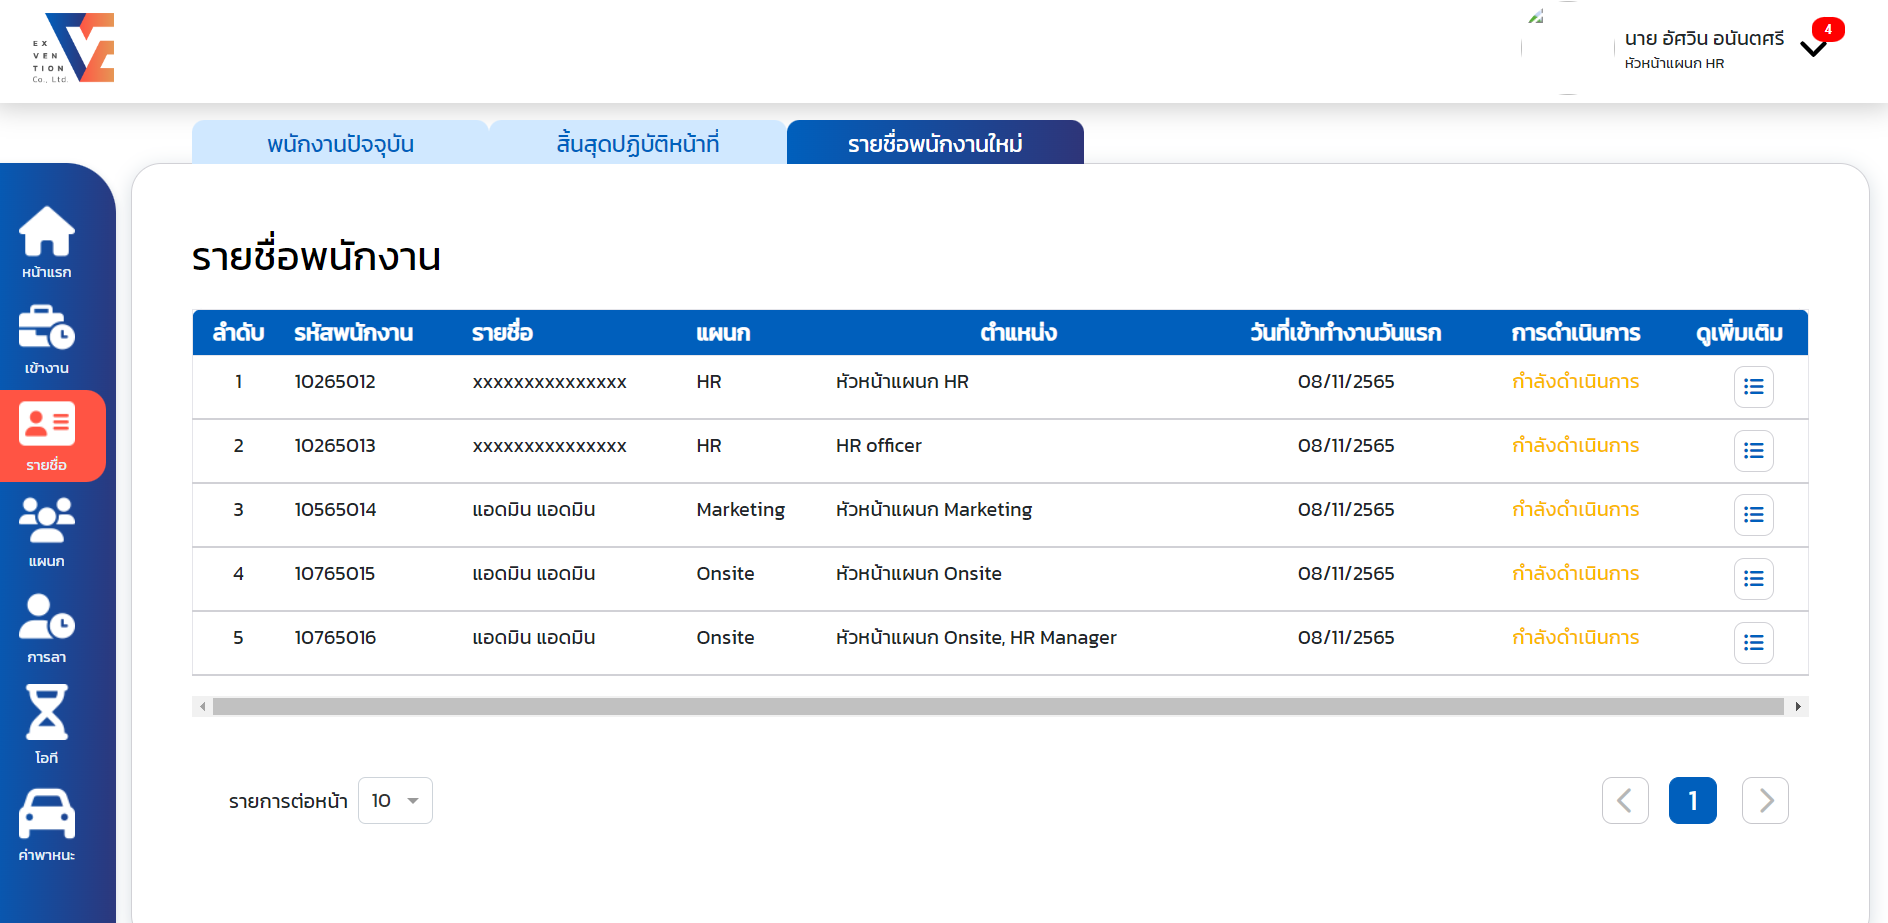 EX
VEN
TION
Co., Ltd.
นาย อัศวิน อนันตศรี
4
หัวหน้าแผนก HR
พนักงานปัจจุบัน สิ้นสุดปฏิบัติหน้าที่ รายชื่อพนักงานใหม่
หน้าแรก
เข้างาน
รายชื่อ
แผนก
การลา
โอที
ค่าพาหนะ
รายชื่อพนักงาน
ลำดับ รหัสพนักงาน รายชื่อ แผนก ตำแหน่ง วันที่เข้าทำงานวันแรก การดำเนินการ ดูเพิ่มเติม
1 10265012 xxxxxxxxxxxxxxx HR หัวหน้าแผนก HR 08/11/2565 กำลังดำเนินการ
2 10265013 xxxxxxxxxxxxxxx HR HR officer 08/11/2565 กำลังดำเนินการ
3 10565014 แอดมิน แอดมิน Marketing หัวหน้าแผนก Marketing 08/11/2565 กำลังดำเนินการ
4 10765015 แอดมิน แอดมิน Onsite หัวหน้าแผนก Onsite 08/11/2565 กำลังดำเนินการ
5 10765016 แอดมิน แอดมิน Onsite หัวหน้าแผนก Onsite, HR Manager 08/11/2565 กำลังดำเนินการ
รายการต่อหน้า 10 1